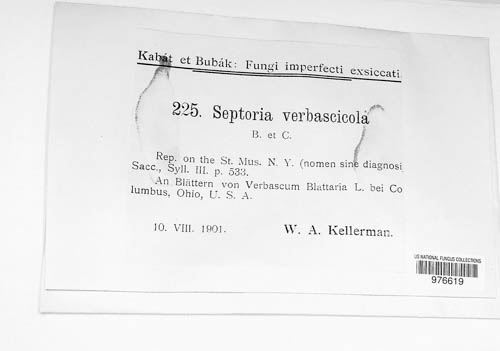 Kabát et Bubák: Fungi imperfecti exsiccati
225. Septoria verbascicola
B. et C.
Rep. on the St. Mus. N. Y. (nomen sine diagnosi
Sacc., Syll. III. p. 533.
An Blättern von Verbascum Blattaria L. bei Co
lumbus, Ohio, U. S. A.
10. VIII. 1901.
W. A. Kellerman.
US NATIONAL FUNGUS COLLECTIONS
976619